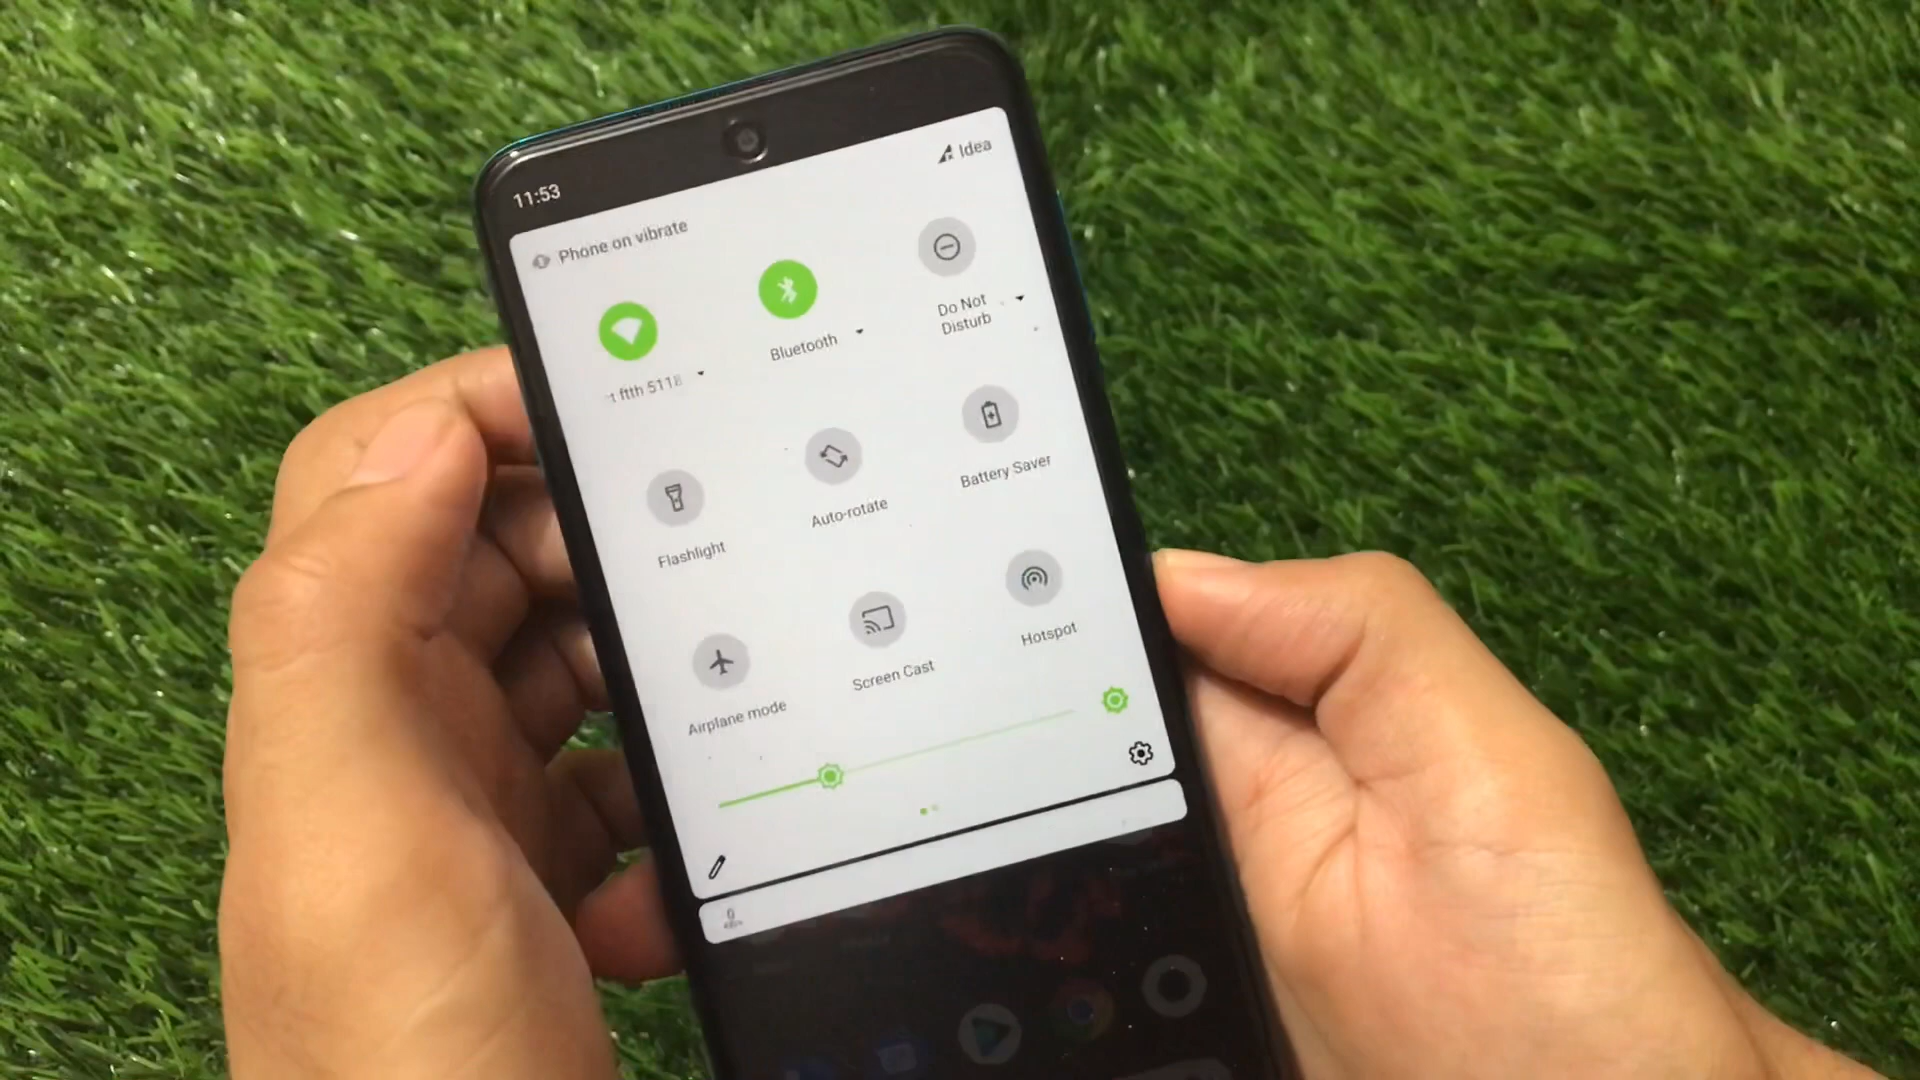 11:53
Idea
Phone on vibrate
ftth 5118
Bluetooth
Do Not
Disturb
Flashlight
Auto-rotate
Battery Saver
Airplane mode
Screen Cast
Hotspot
0